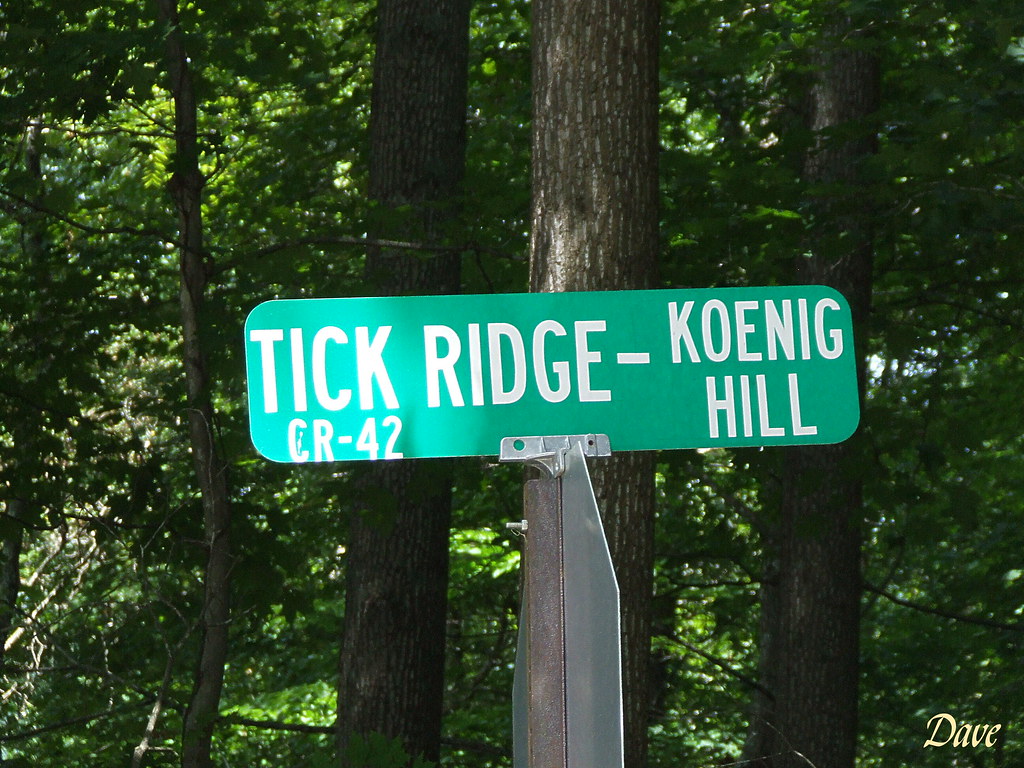 TICK RIDGE- KOENIG
HILL
CR-42
Dave